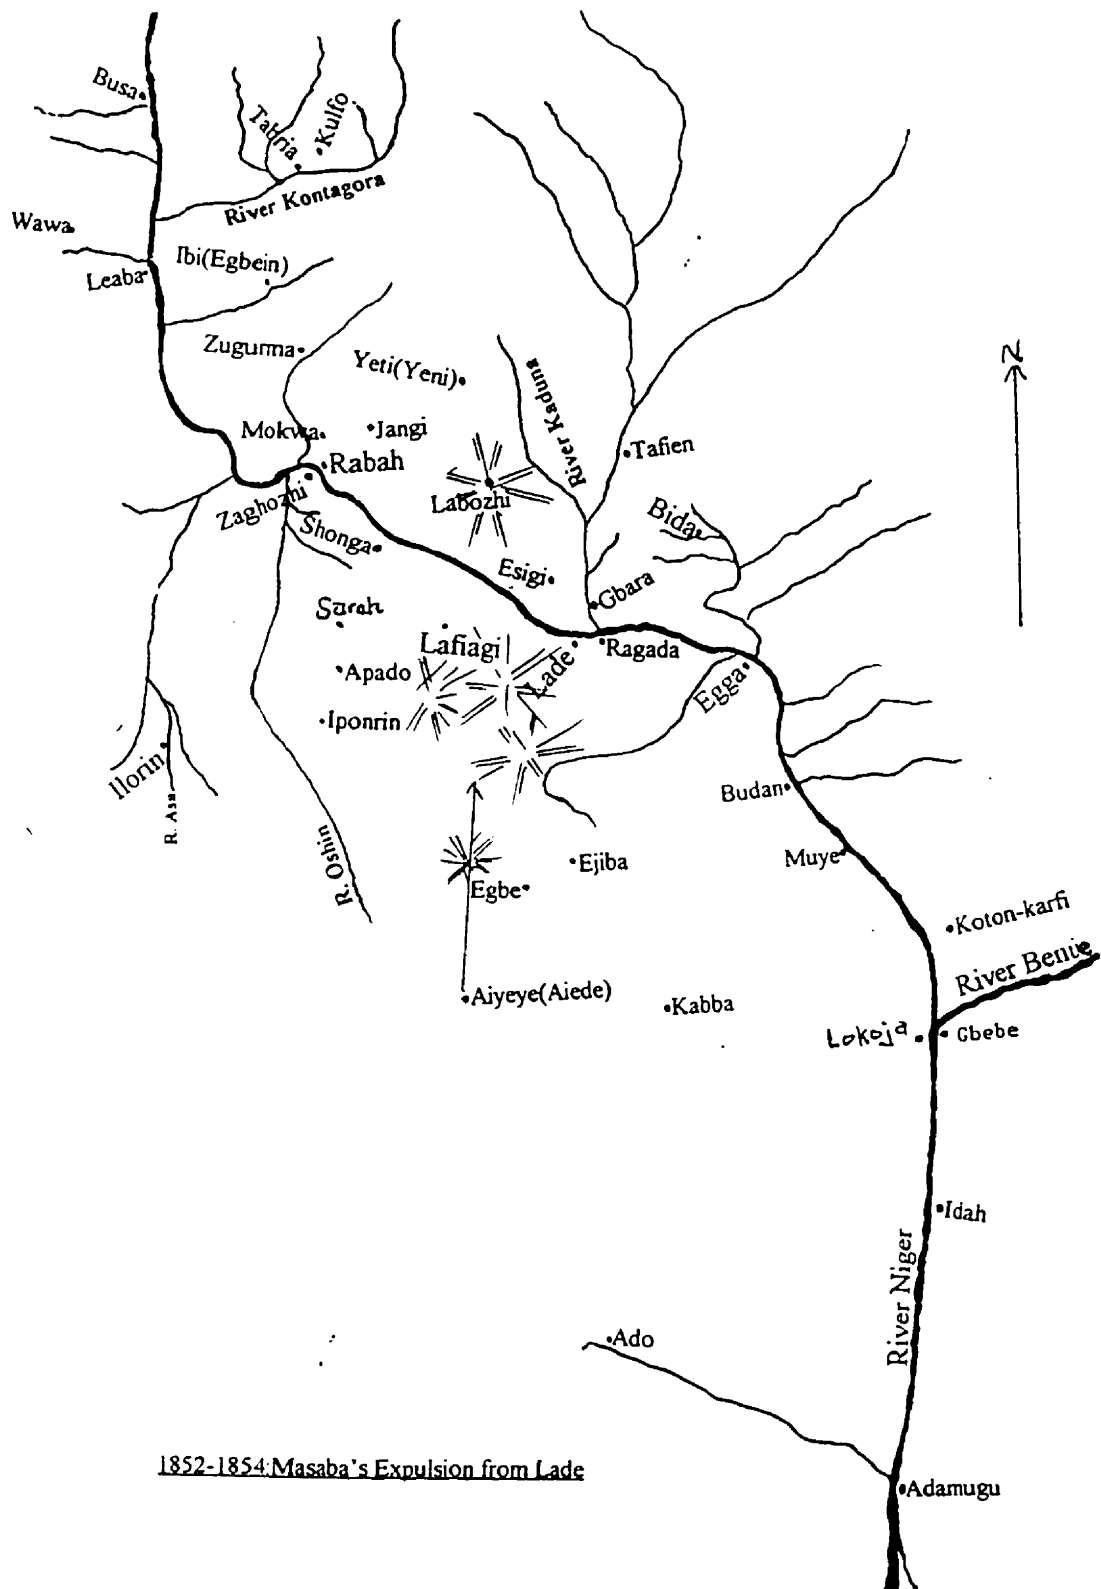 Busa
Tabria
Kulfo
River Kontagora
Wawa
Ibi(Egbein)
Leaba
Zugurma
Yeti(Yeni)
River Kaduna
N
Mokwa
Jangi
Rabah
Tafien
Labozhi
Zaghozhi
Shonga
Bida
Esigi
Gbara
Surah
Lafiagi
Lade
Ragada
Apado
Egga
Iponrin
Ilorin
R. Asa
Budan
R. Oshin
Muye
Ejiba
Egbe
Koton-karfi
River Benue
Aiyeye(Aiede)
Kabba
Lokoja
Gbebe
Idah
River Niger
Ado
1852-1854:Masaba's Expulsion from Lade
Adamugu